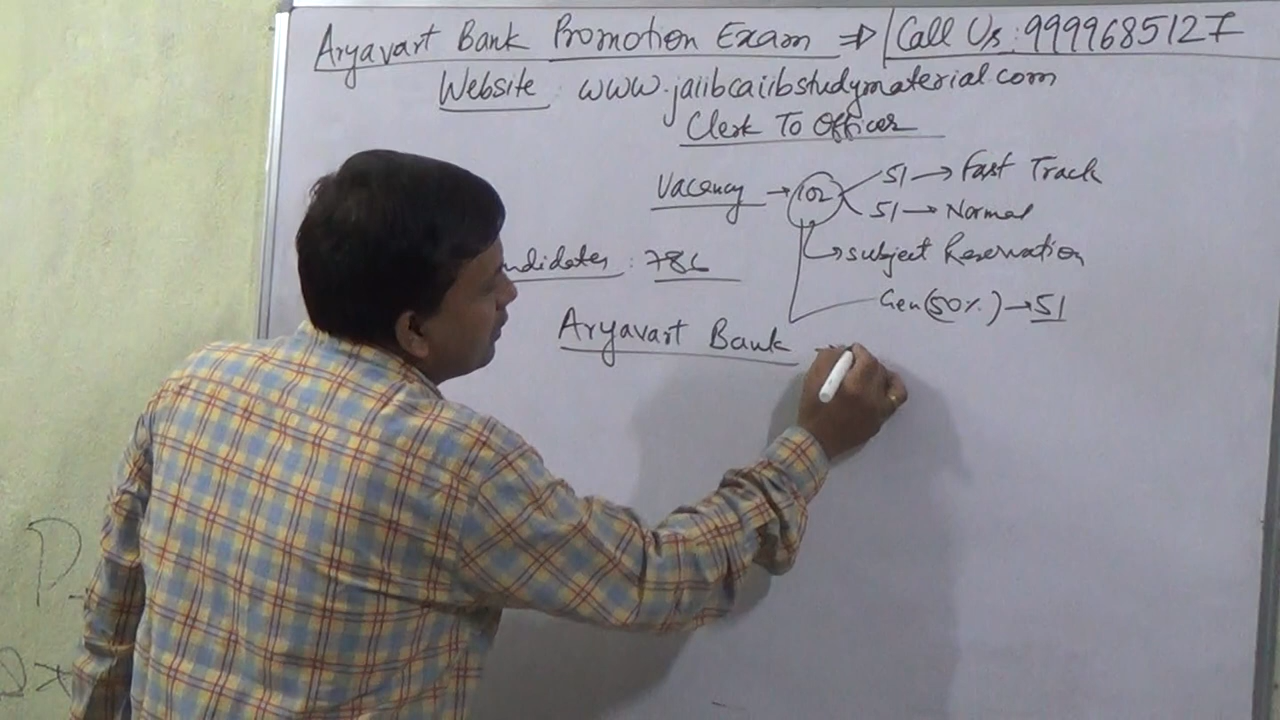 Aryavart Bank Promotion Exam ⇒ Call Us: 9999685127
Website: www.jaiibcaiibstudymaterial.com
Clerk To Officer
Vacancy → 102
51 → Fast Track
51 → Normal
→ subject Reservation
ndidates: 786
Gen (50%) → 51
Aryavart Bank